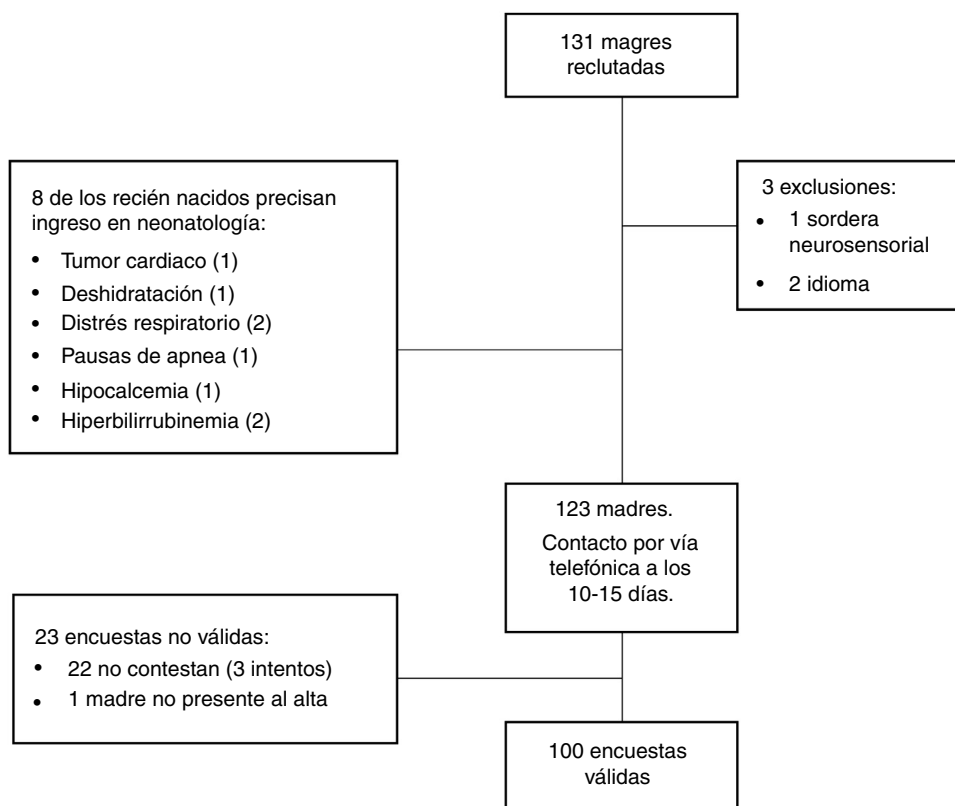 131 magres
reclutadas
8 de los recién nacidos precisan
ingreso en neonatología:
• Tumor cardiaco (1)
• Deshidratación (1)
• Distrés respiratorio (2)
• Pausas de apnea (1)
• Hipocalcemia (1)
• Hiperbilirrubinemia (2)
3 exclusiones:
• 1 sordera
neurosensorial
• 2 idioma
123 madres.
Contacto por vía
telefónica a los
10-15 días.
23 encuestas no válidas:
• 22 no contestan (3 intentos)
• 1 madre no presente al alta
100 encuestas
válidas